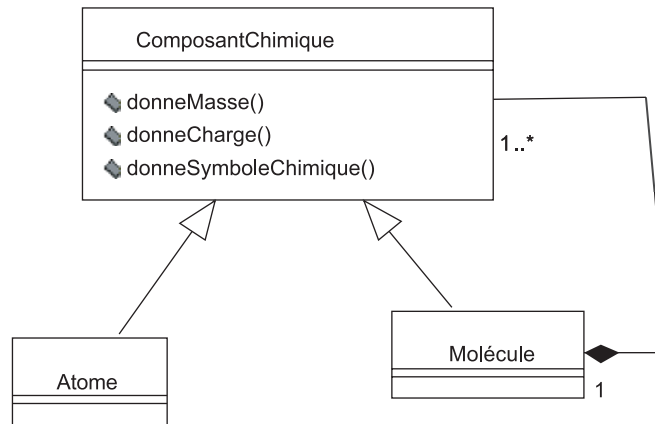 ComposantChimique
donneMasse()
donneCharge()
donneSymboleChimique()
1..*
Atome
Molécule
1